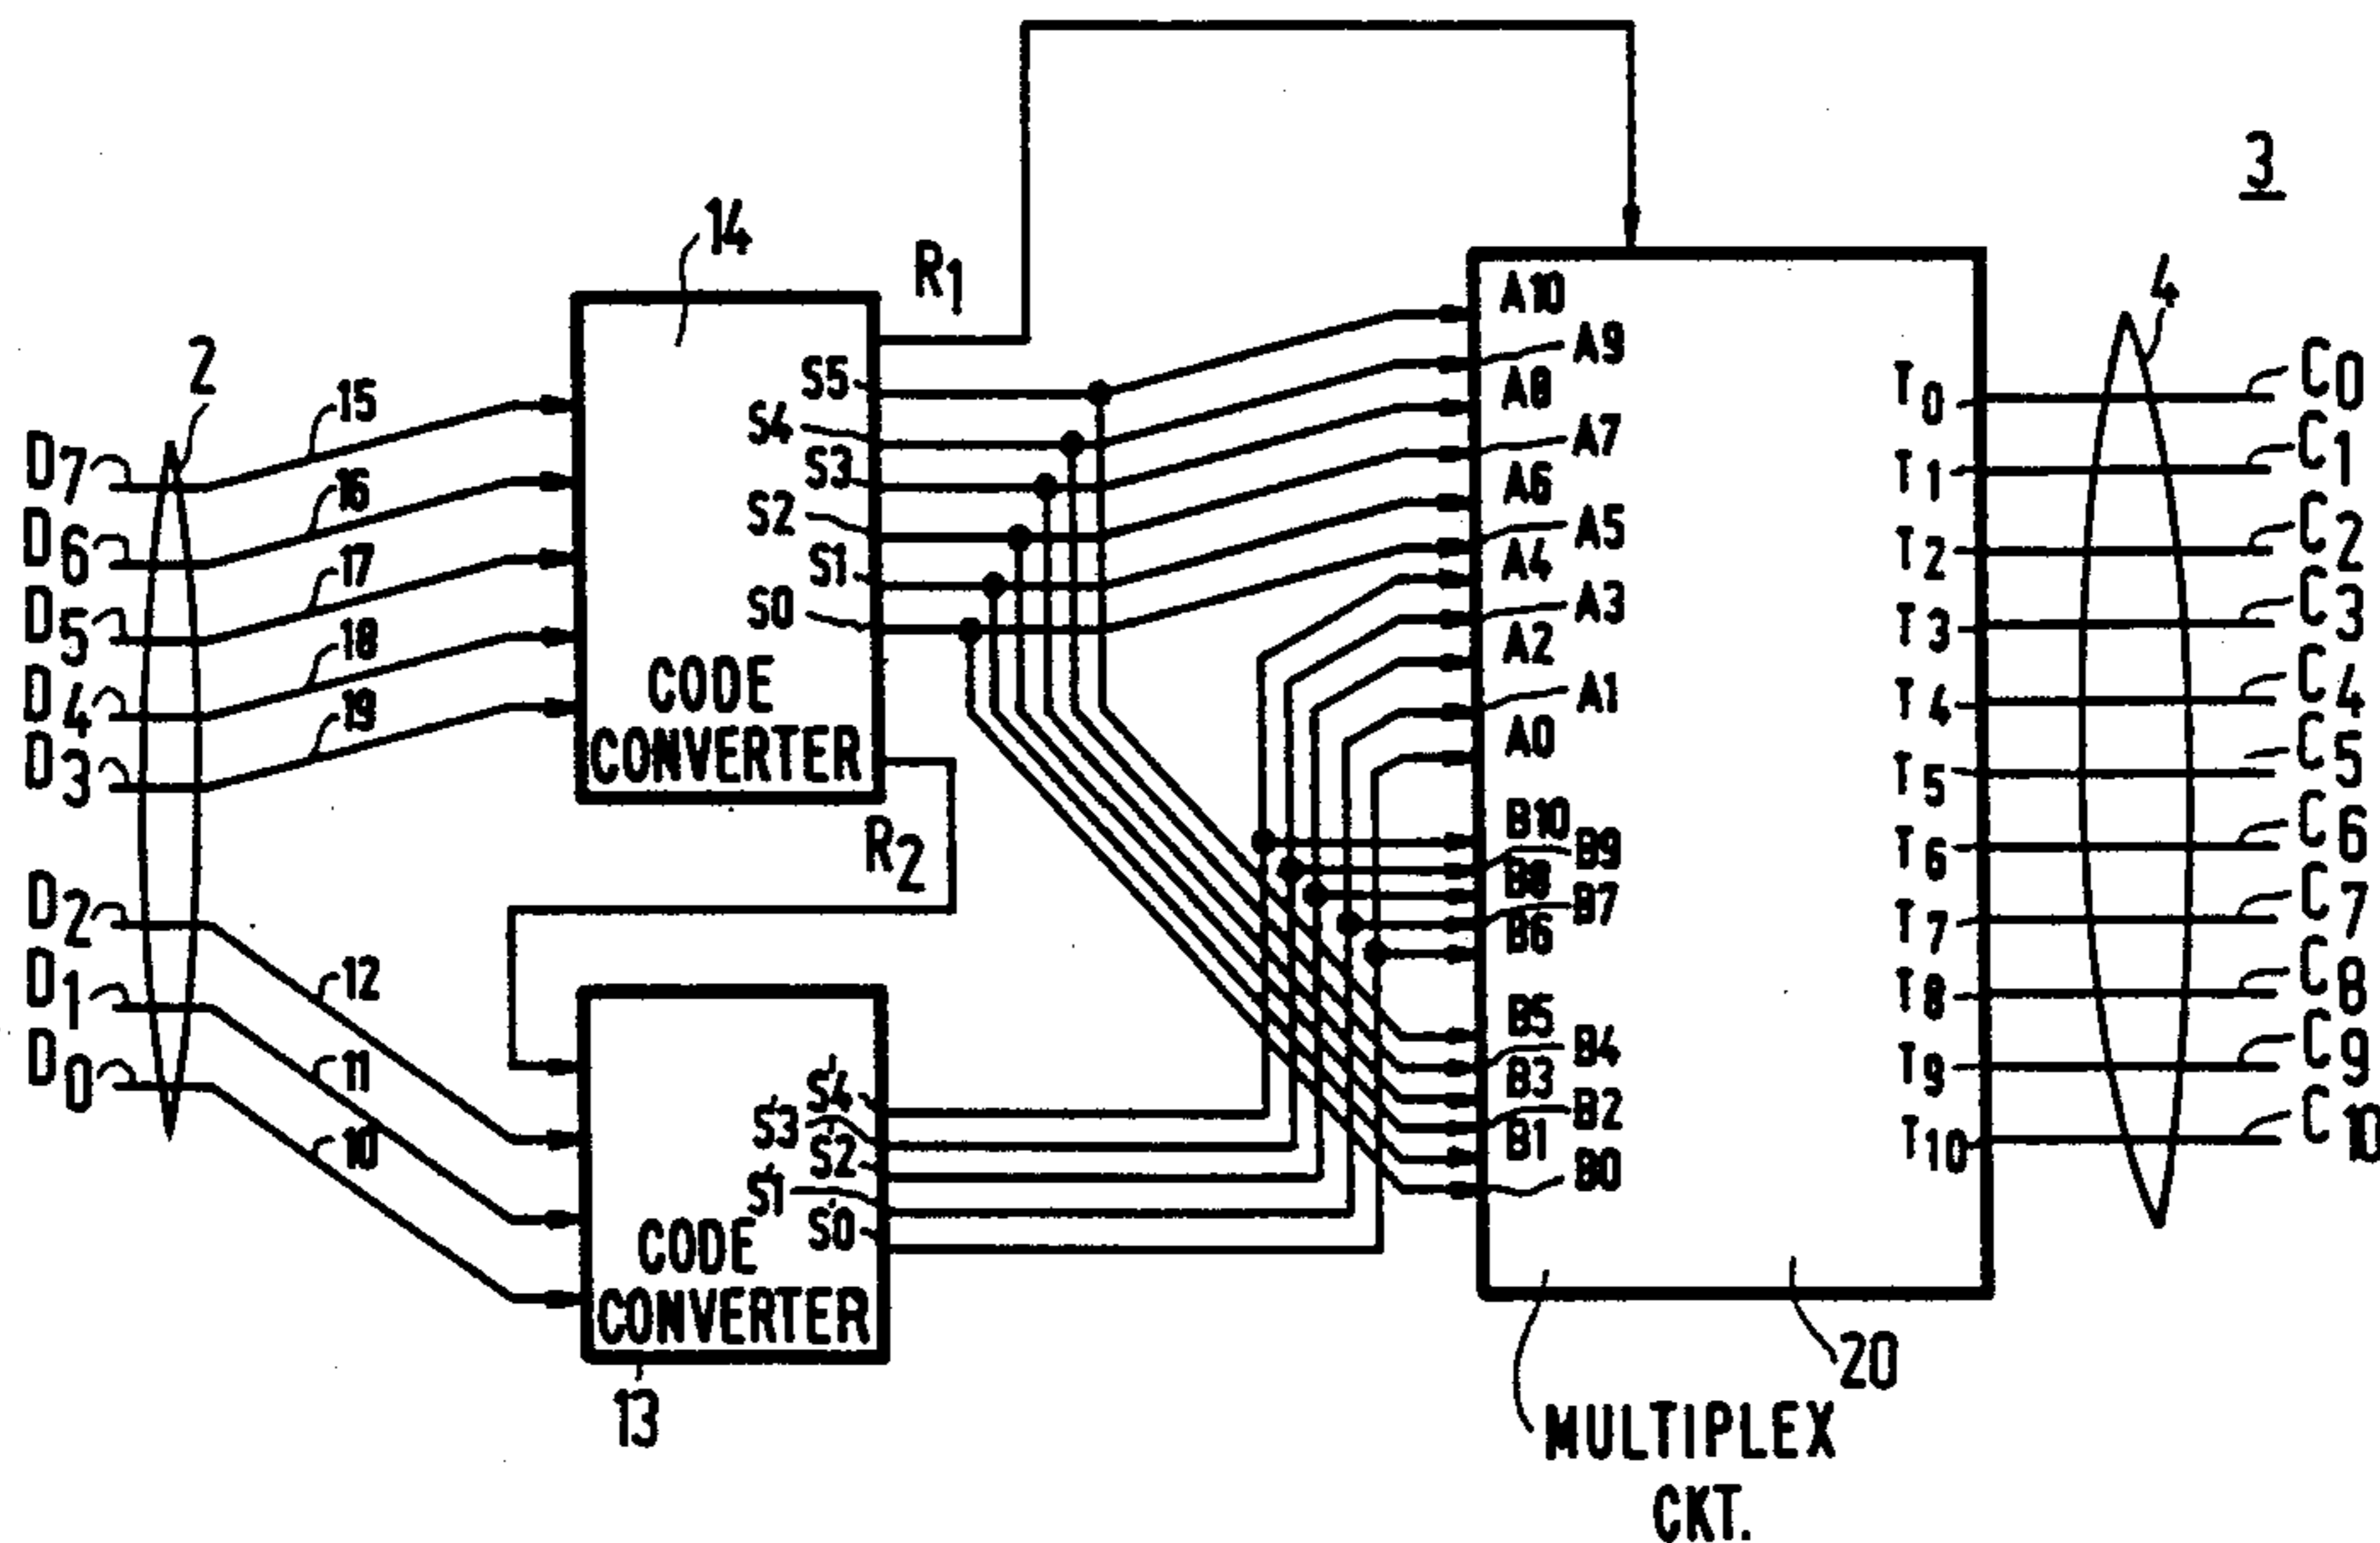 3
14
R1
4
2
15
S5
A10
A9
S4
A8
T0
C0
D7
16
S3
A7
T1
C1
S2
A6
D6
17
S1
A5
T2
C2
A4
D5
18
S0
A3
T3
C3
A2
D4
19
CODE
CONVERTER
A1
T4
C4
D3
A0
T5
C5
R2
B10
B9
T6
C6
B8
B7
D2
B6
T7
C7
D1
12
B5
T8
C8
B4
D0
11
S'4
B3
T9
C9
S'3
B2
10
S'2
B1
T10
C10
S'1
B0
S'0
CODE
CONVERTER
13
20
MULTIPLEX
CKT.